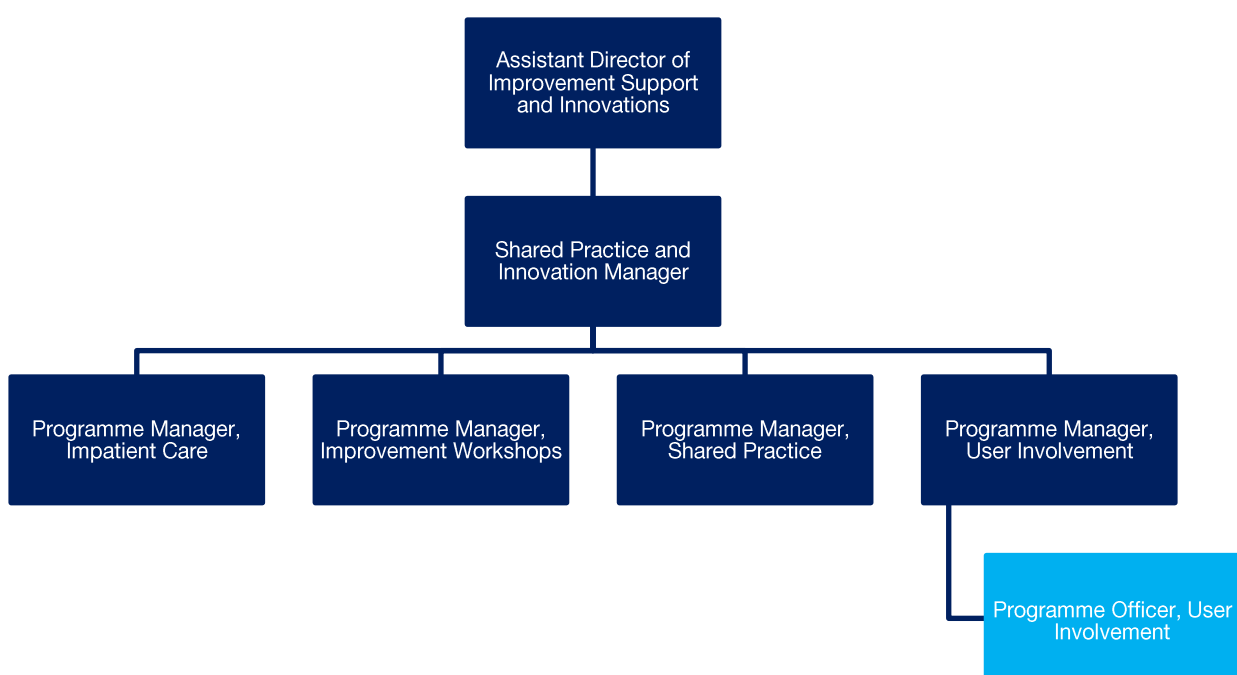 Assistant Director of
Improvement Support
and Innovations
Shared Practice and
Innovation Manager
Programme Manager,
Impatient Care
Programme Manager,
Improvement Workshops
Programme Manager,
Shared Practice
Programme Manager,
User Involvement
Programme Officer, User
Involvement